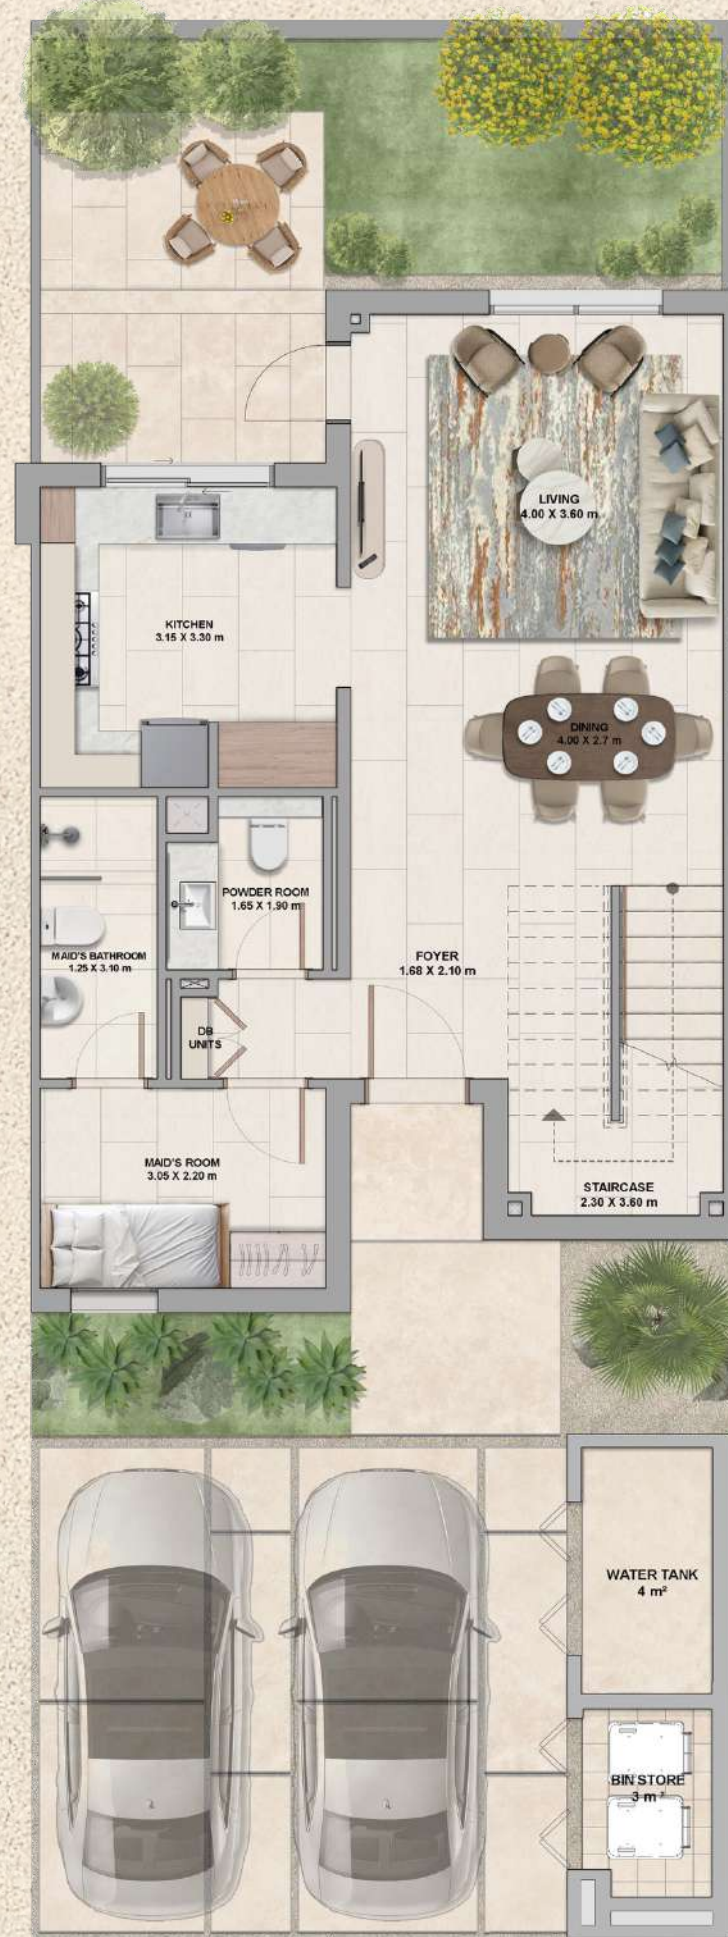 LIVING
4.00 X 3.60 m
KITCHEN
3.15 X 3.30 m
DINING
4.00 X 2.7 m
POWDER ROOM
1.65 X 1.90 m
MAID'S BATHROOM
1.25 X 3.10 m
FOYER
1.68 X 2.10 m
DB
UNITS
MAID'S ROOM
3.05 X 2.20 m
STAIRCASE
2.30 X 3.60 m
WATER TANK
4 m²
BIN STORE
3 m²